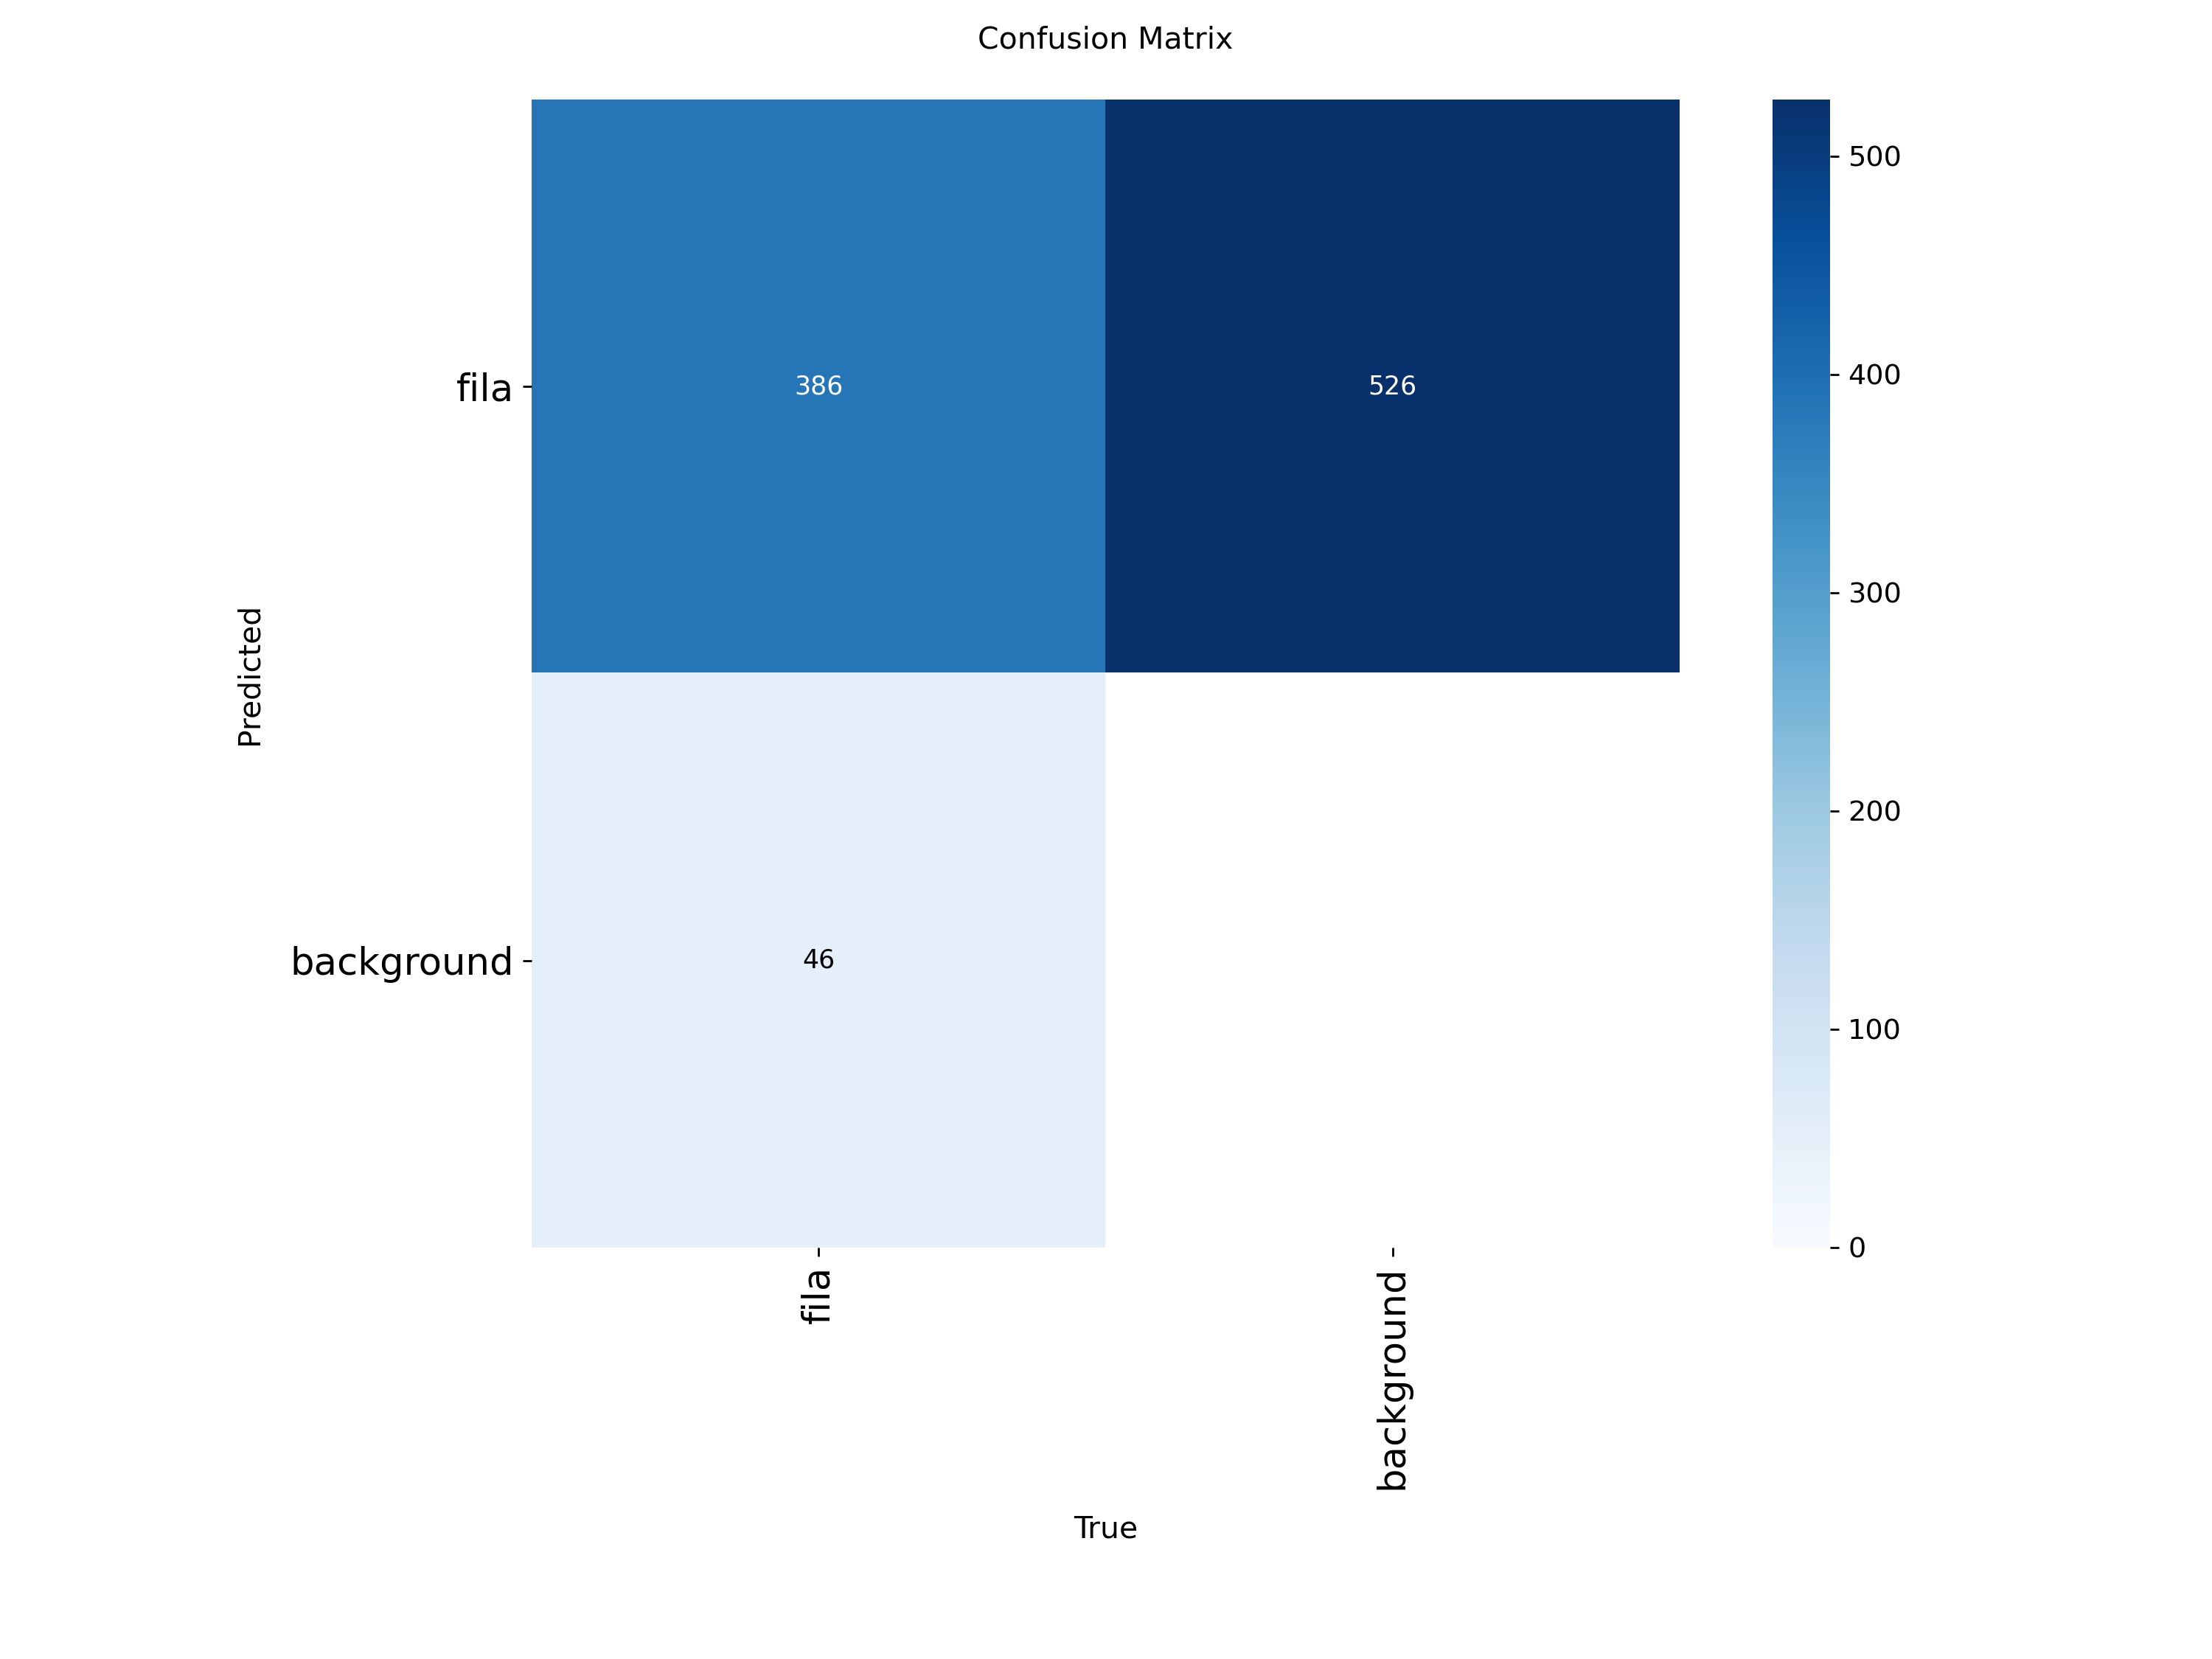 Confusion Matrix
Predicted
fila
386
526
background
46
fila
background
True
500
400
300
200
100
0